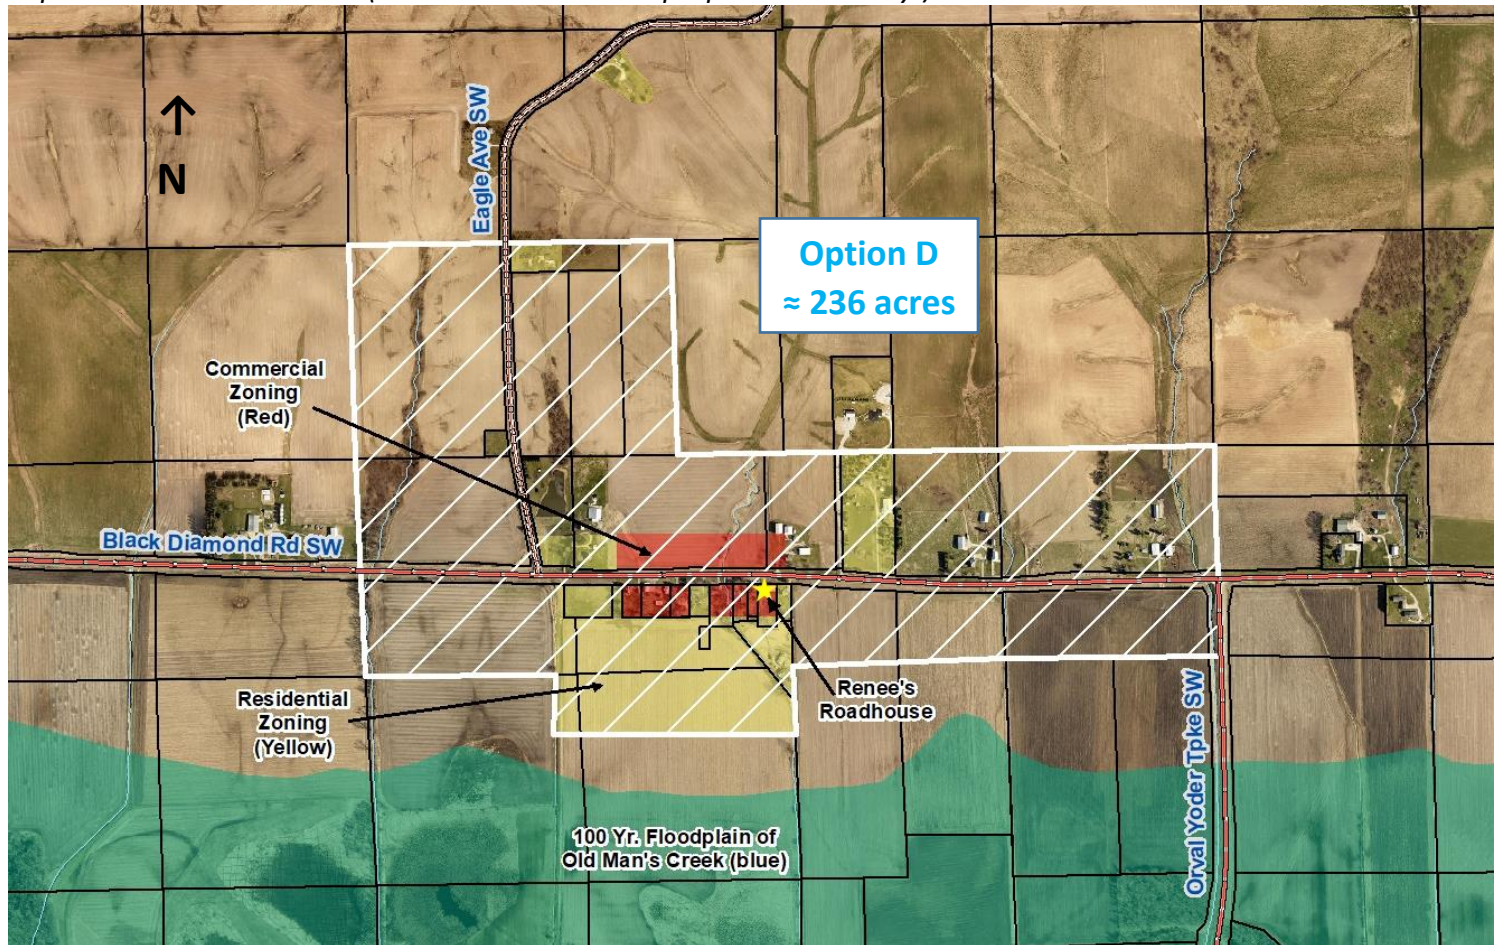 Eagle Ave SW
N
Option D
≈ 236 acres
Commercial
Zoning
(Red)
Black Diamond Rd SW
Renee's
Roadhouse
Residential
Zoning
(Yellow)
Orval Yoder Tpke SW
100 Yr. Floodplain of
Old Man's Creek (blue)